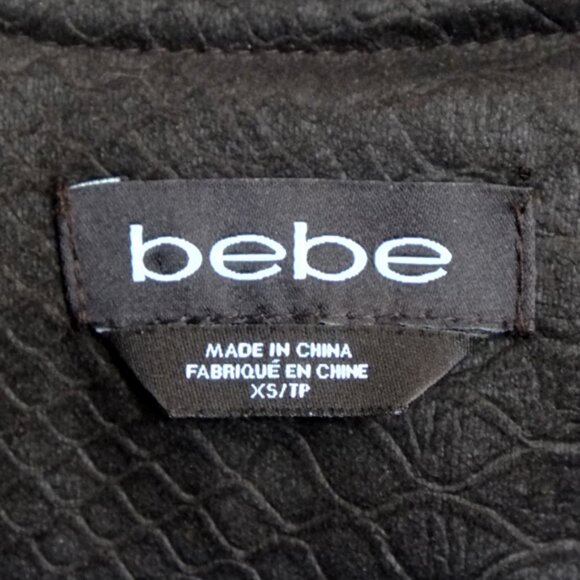 bebe
MADE IN CHINA
FABRIQUÉ EN CHINE
XS/TP